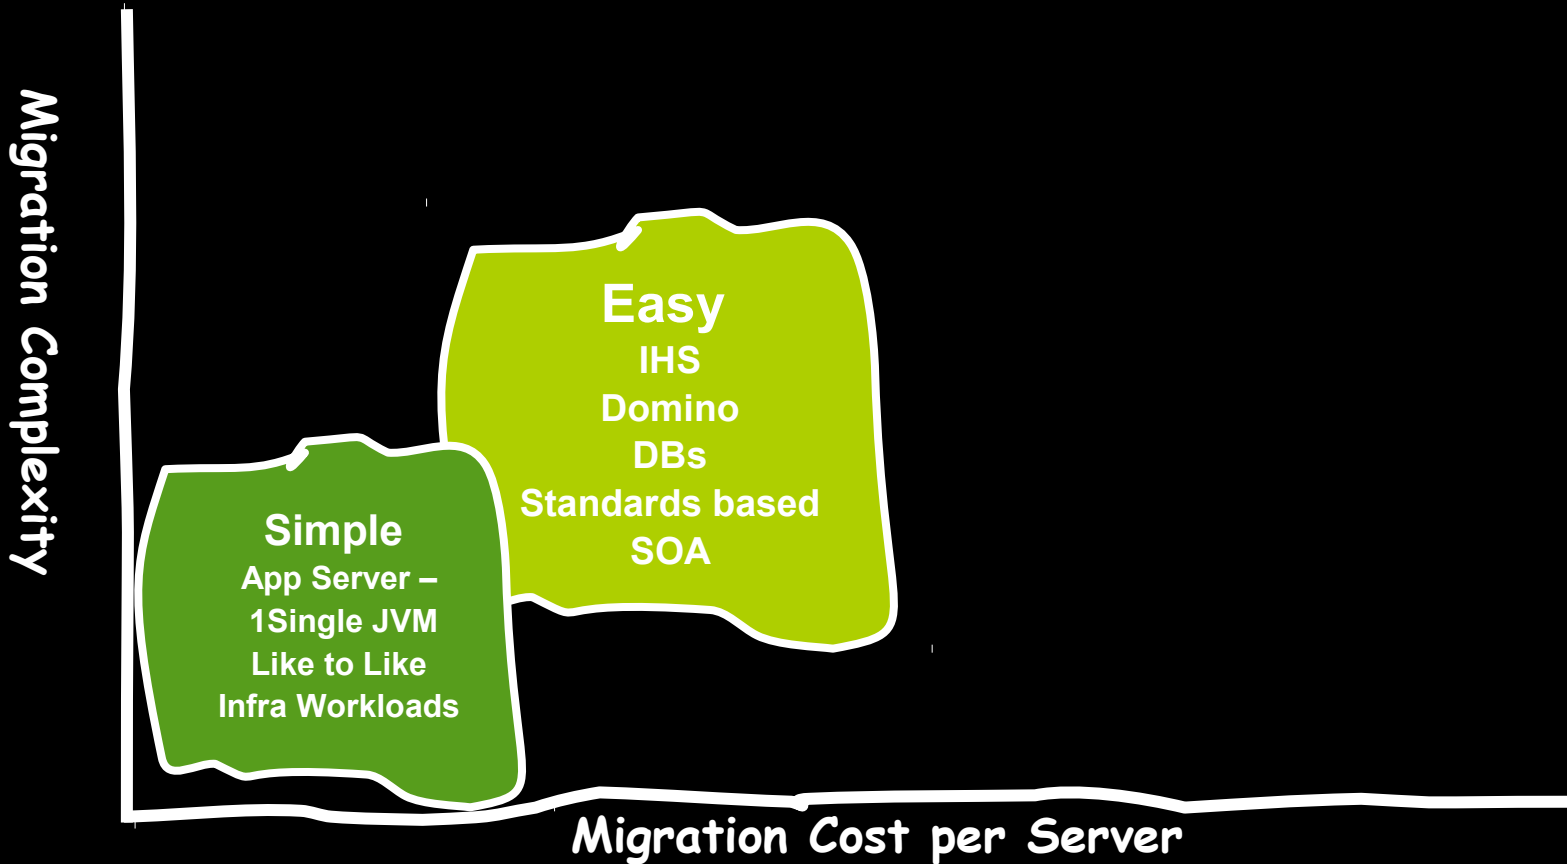 Migration Complexity
Easy
IHS
Domino
DBs
Standards based
SOA
Simple
App Server –
1Single JVM
Like to Like
Infra Workloads
Migration Cost per Server